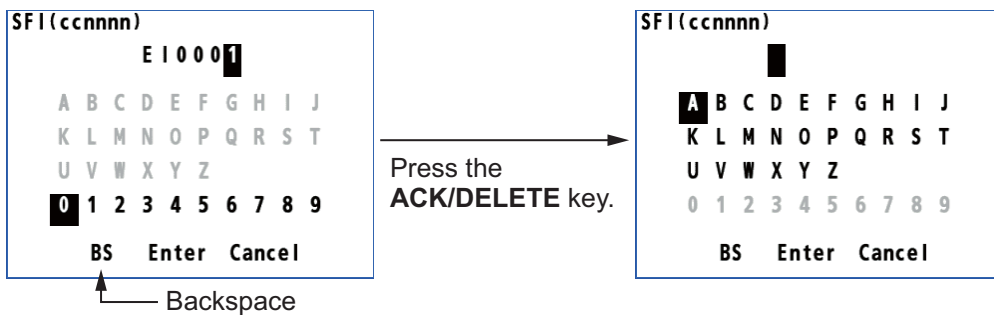 SFI(ccnnnn)
EI0001
A B C D E F G H I J
K L M N O P Q R S T
U V W X Y Z
0 1 2 3 4 5 6 7 8 9
BS Enter Cancel
Backspace
Press the
ACK/DELETE key.
SFI(ccnnnn)
A B C D E F G H I J
K L M N O P Q R S T
U V W X Y Z
0 1 2 3 4 5 6 7 8 9
BS Enter Cancel